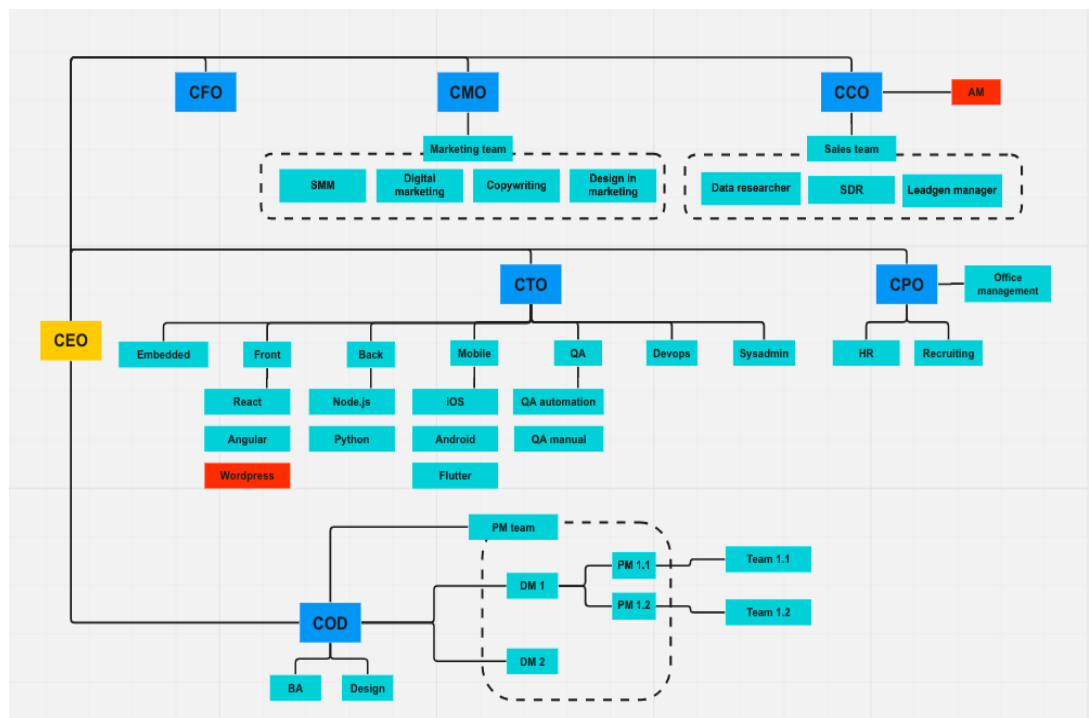 CFO
CMO
CCO
AM
Marketing team
Sales team
SMM
Digital
marketing
Copywriting
Design in
marketing
Data researcher
SDR
Leadgen manager
CTO
CPO
Office
management
CEO
Embedded
Front
Back
Mobile
QA
Devops
Sysadmin
HR
Recruiting
React
Node.js
iOS
QA automation
Angular
Python
Android
QA manual
Wordpress
Flutter
PM team
DM 1
PM 1.1
Team 1.1
PM 1.2
Team 1.2
COD
DM 2
BA
Design